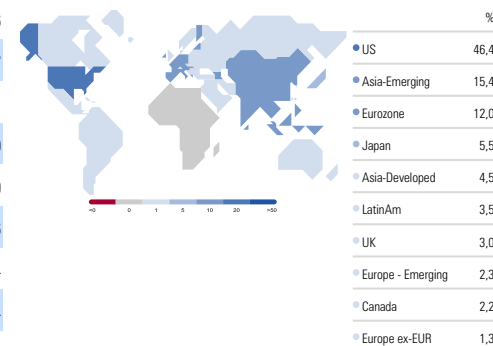 %
US 46,4
Asia-Emerging 15,4
Eurozone 12,0
Japan 5,5
Asia-Developed 4,5
LatinAm 3,5
UK 3,0
Europe - Emerging 2,3
Canada 2,2
Europe ex-EUR 1,3
<0 0 1 5 10 20 >50